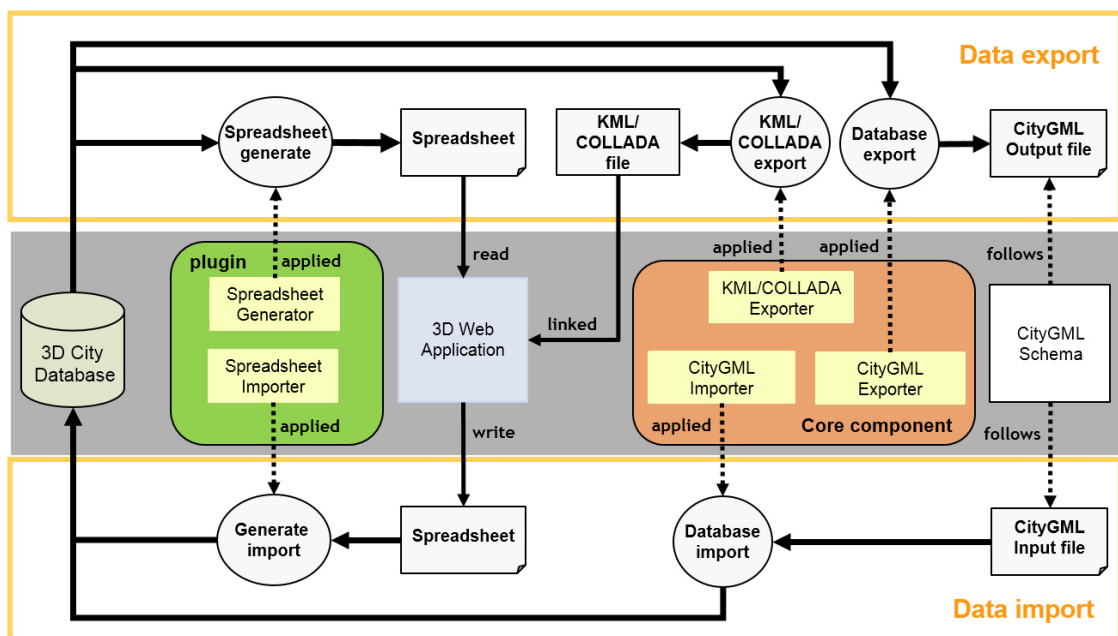 Data export
Spreadsheet
generate
Spreadsheet
KML/
COLLADA
file
KML/
COLLADA
export
Database
export
CityGML
Output file
plugin
applied
read
applied
applied
follows
Spreadsheet
Generator
KML/COLLADA
Exporter
3D City
Database
3D Web
Application
linked
CityGML
Schema
Spreadsheet
Importer
CityGML
Importer
CityGML
Exporter
applied
write
applied
Core component
follows
Generate
import
Spreadsheet
Database
import
CityGML
Input file
Data import